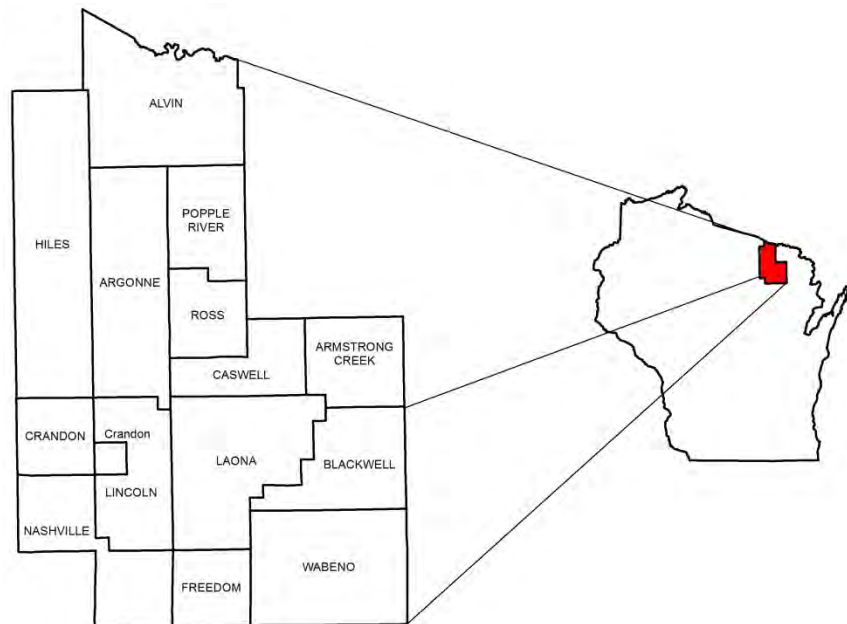 ALVIN
POPPLE
RIVER
HILES
ARGONNE
ROSS
ARMSTRONG
CREEK
CASWELL
CRANDON
Crandon
LAONA
BLACKWELL
LINCOLN
NASHVILLE
WABENO
FREEDOM